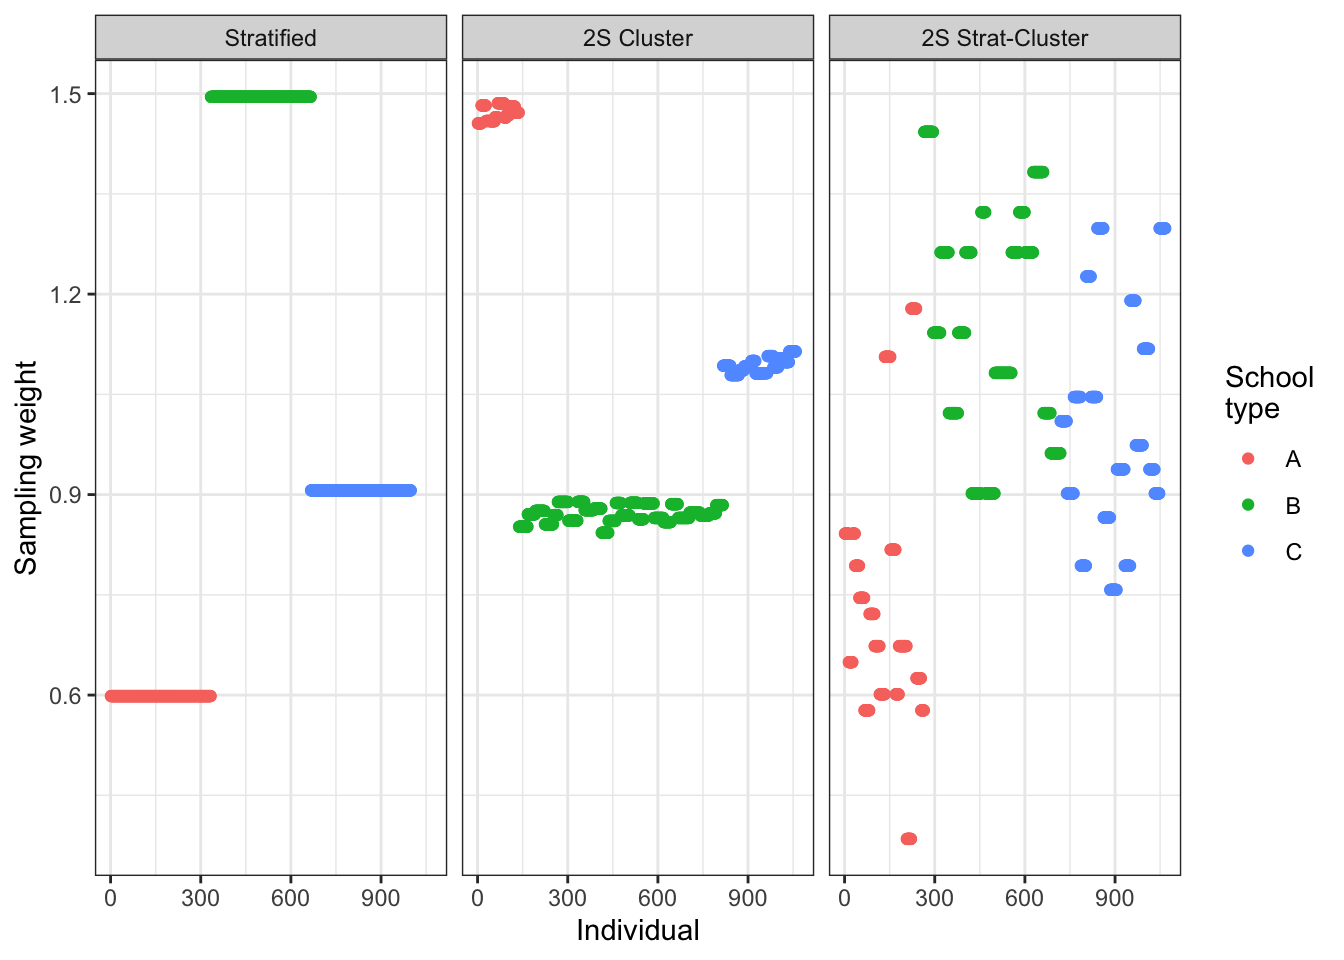 Stratified
2S Cluster
2S Strat-Cluster
Sampling weight
1.5
1.2
0.9
0.6
0 300 600 900
0 300 600 900
0 300 600 900
Individual
School
type
A
B
C